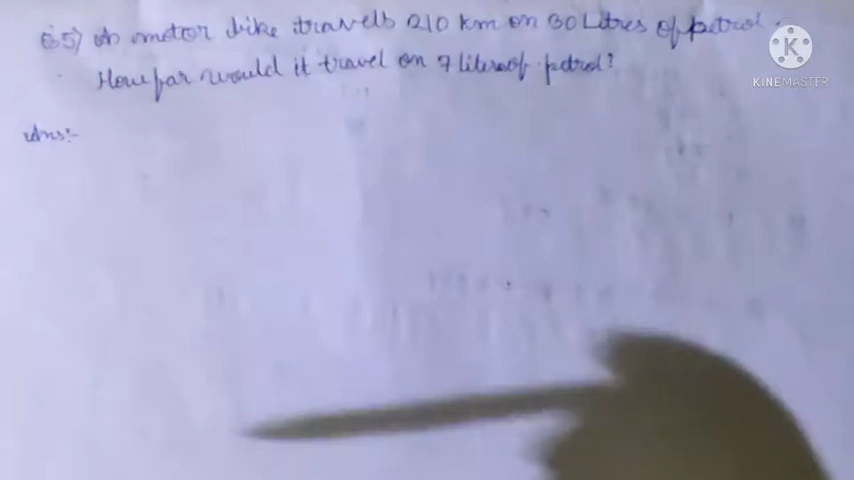 Q5) A motor bike travels 210 km on 30 Litres of petrol.
How far would it travel on 7 liters of petrol?
Ans:-
K
KINEMASTER